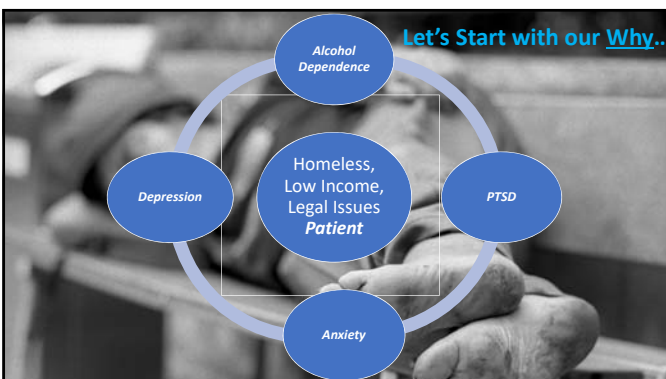 Let's Start with our Why...
Alcohol
Dependence
Homeless,
Low Income,
Legal Issues
Patient
Depression
PTSD
Anxiety